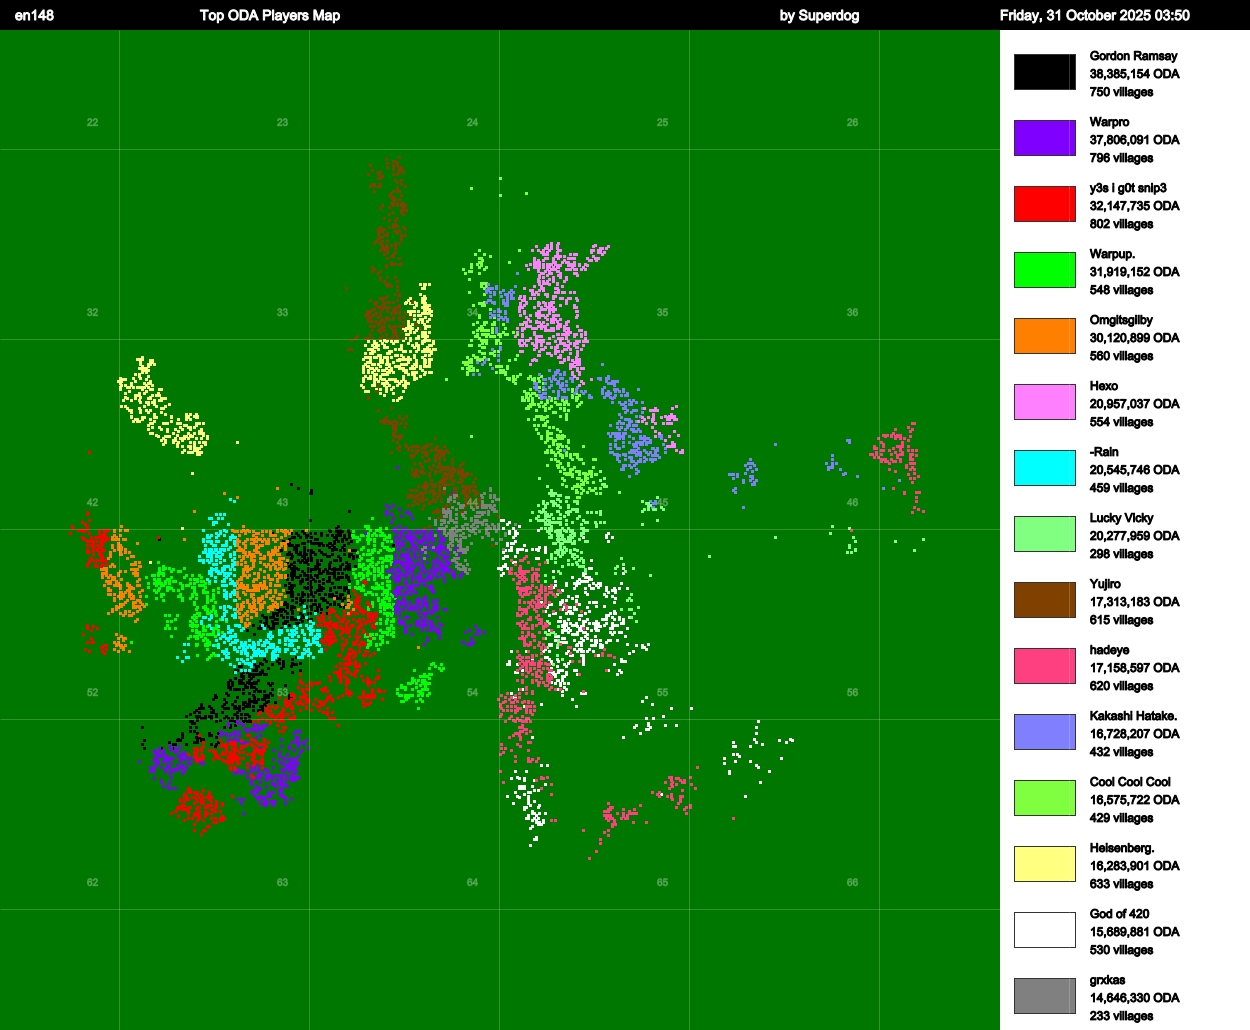 en148 Top ODA Players Map by Superdog Friday, 31 October 2025 03:50
Gordon Ramsay
38,385,154 ODA
750 villages
Warpro
37,806,091 ODA
796 villages
y3s i g0t snip3
32,147,735 ODA
802 villages
Warpup.
31,919,152 ODA
548 villages
Omgitsgilby
30,120,899 ODA
560 villages
Hexo
20,957,037 ODA
554 villages
-Rain
20,545,746 ODA
459 villages
Lucky Vicky
20,277,959 ODA
298 villages
Yujiro
17,313,183 ODA
615 villages
hadeye
17,158,597 ODA
620 villages
Kakashi Hatake.
16,728,207 ODA
432 villages
Cool Cool Cool
16,575,722 ODA
429 villages
Heisenberg.
16,283,901 ODA
633 villages
God of 420
15,689,881 ODA
530 villages
grxkas
14,646,330 ODA
233 villages
22 23 24 25 26
32 33 34 35 36
42 43 44 45 46
52 53 54 55 56
62 63 64 65 66